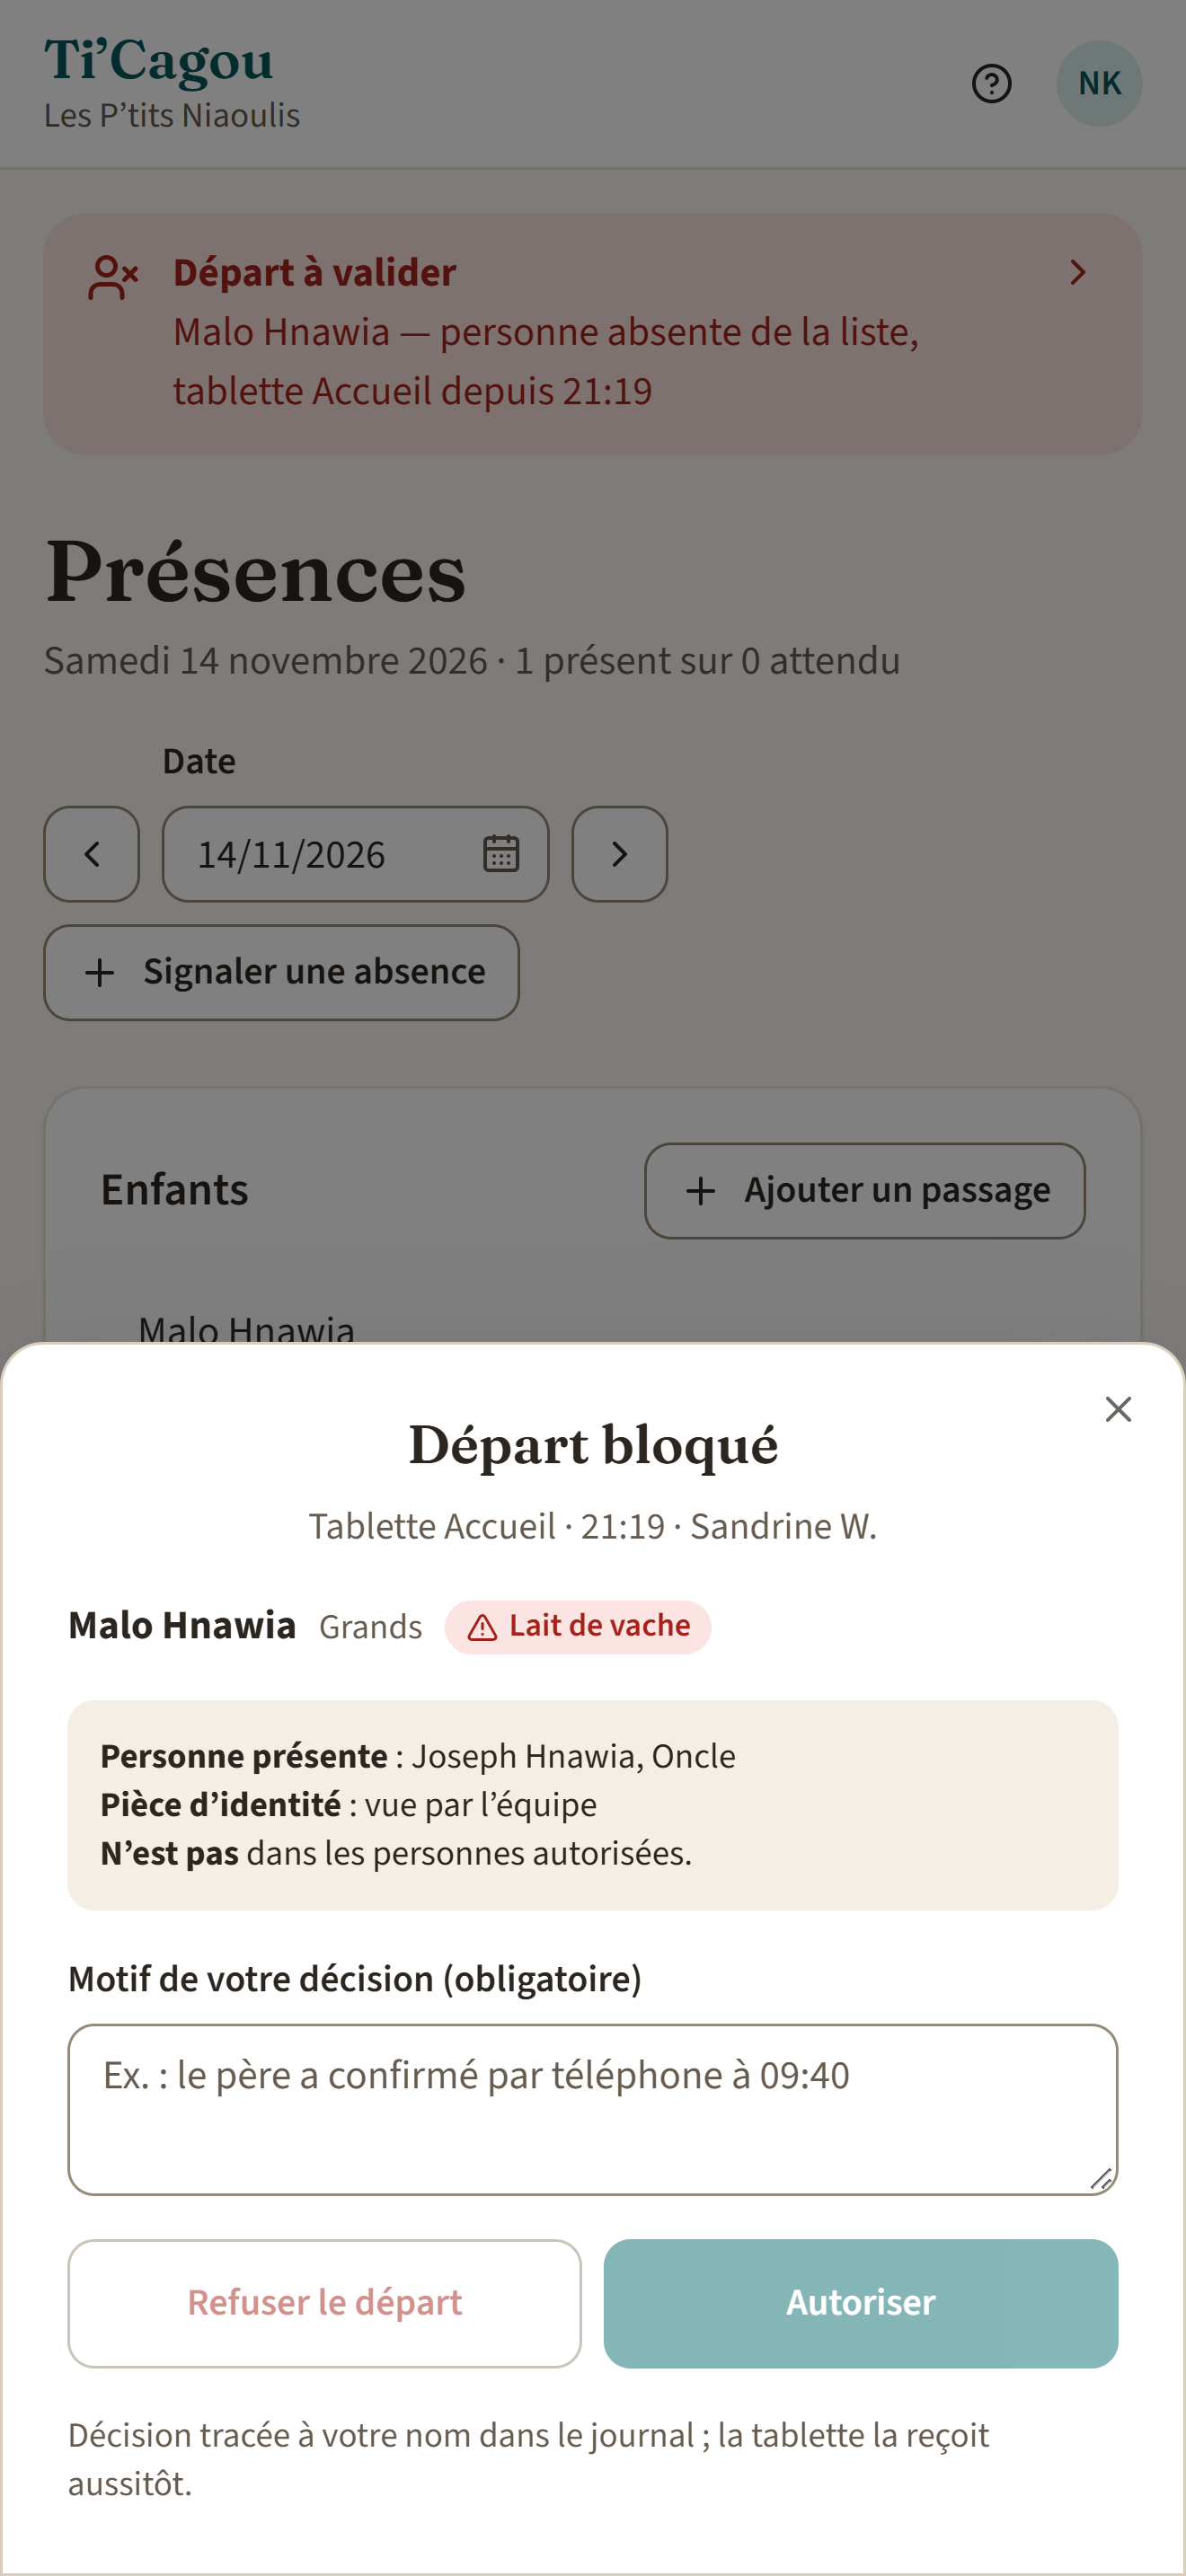 Ti’Cagou
Les P’tits Niaoulis
NK
Départ à valider
Malo Hnawia — personne absente de la liste,
tablette Accueil depuis 21:19
Présences
Samedi 14 novembre 2026 · 1 présent sur 0 attendu
Date
14/11/2026
Signaler une absence
Enfants
Ajouter un passage
Malo Hnawia
Départ bloqué
Tablette Accueil · 21:19 · Sandrine W.
Malo Hnawia Grands Lait de vache
Personne présente : Joseph Hnawia, Oncle
Pièce d’identité : vue par l’équipe
N’est pas dans les personnes autorisées.
Motif de votre décision (obligatoire)
Ex. : le père a confirmé par téléphone à 09:40
Refuser le départ
Autoriser
Décision tracée à votre nom dans le journal ; la tablette la reçoit
aussitôt.